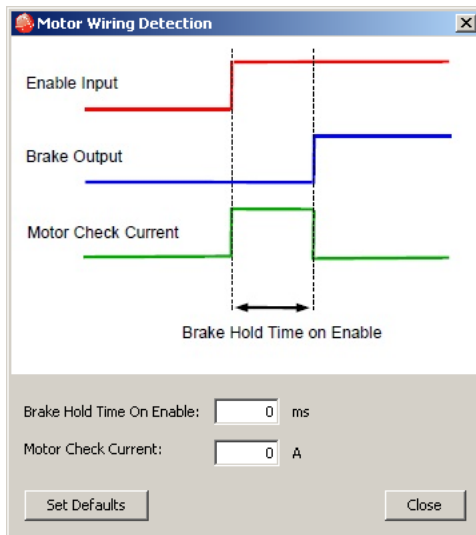 Motor Wiring Detection
Enable Input
Brake Output
Motor Check Current
Brake Hold Time on Enable
Brake Hold Time On Enable: 0 ms
Motor Check Current: 0 A
Set Defaults Close